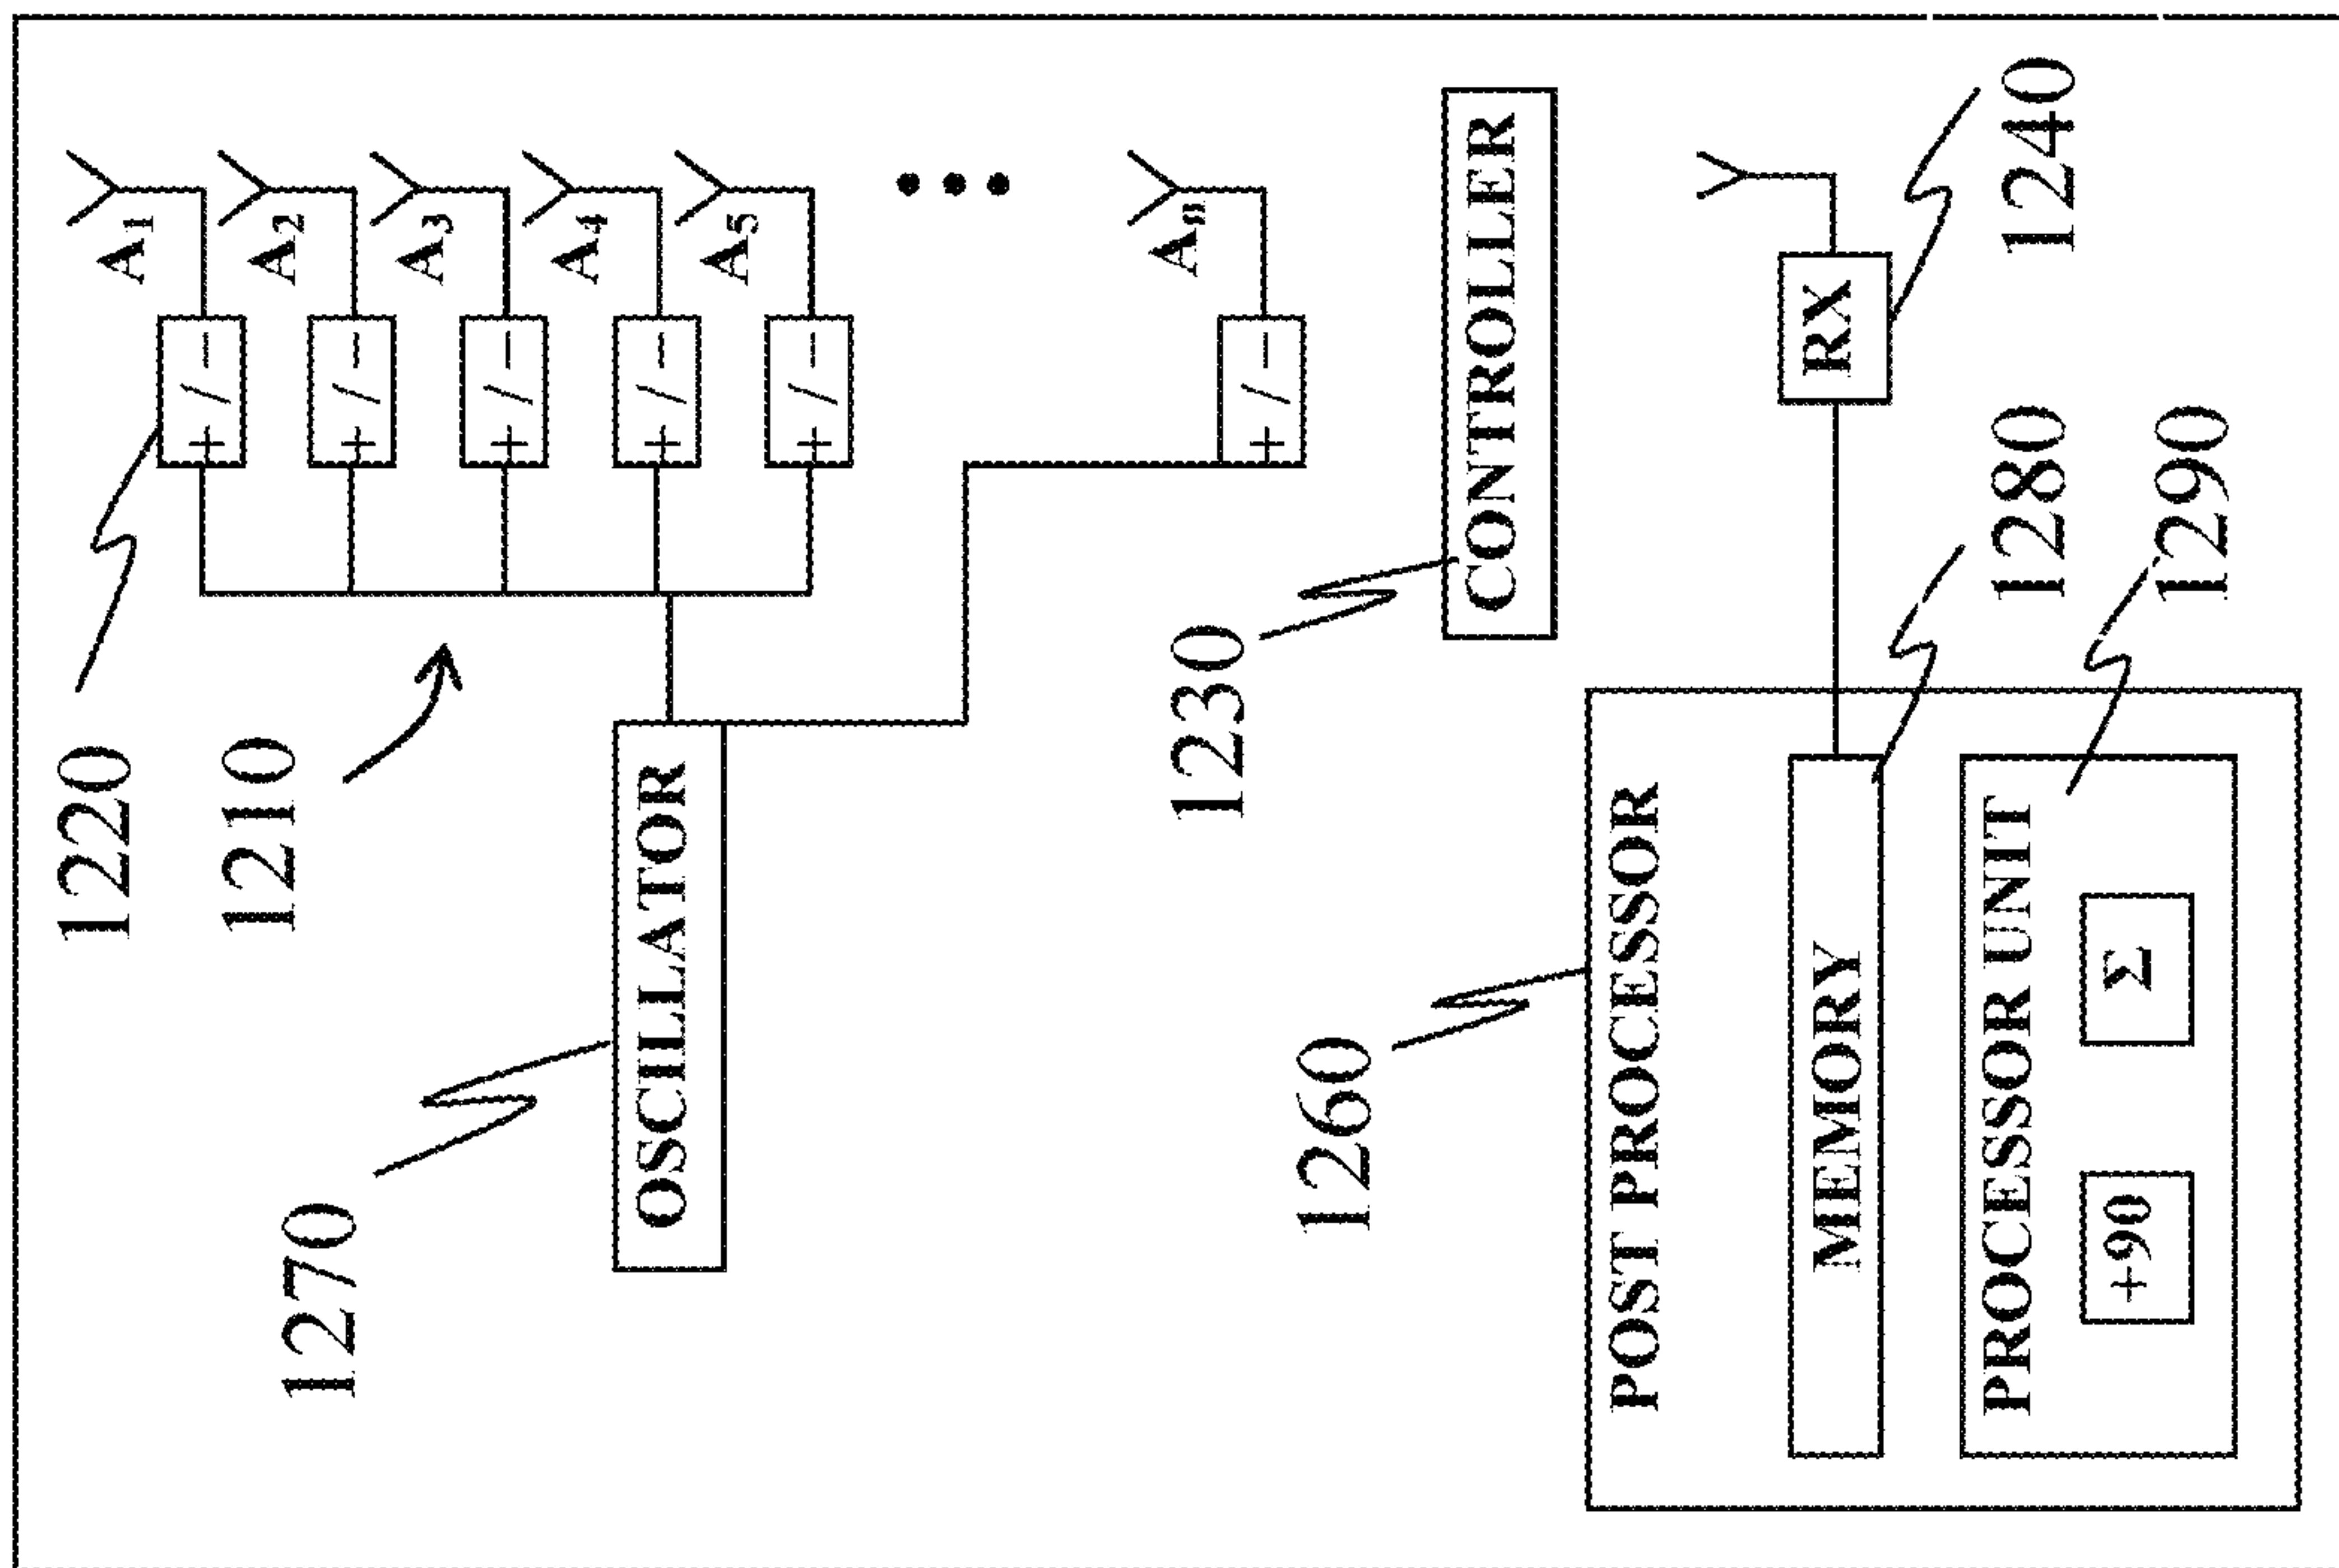 1220
A1
+/−
1210
A2
+/−
1270
A3
+/−
A4
+/−
OSCILLATOR
A5
+/−
An
+/−
1230
CONTROLLER
1260
POST PROCESSOR
RX
1240
MEMORY
1280
PROCESSOR UNIT
1290
+90 Σ